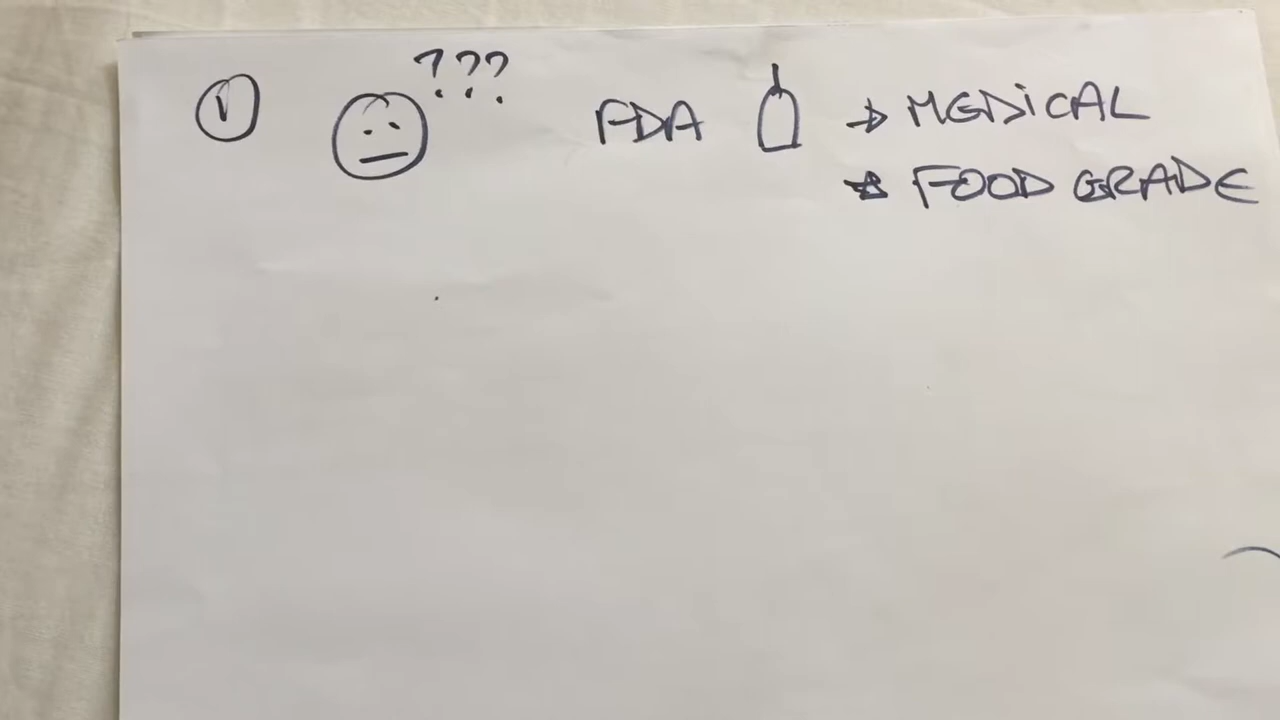 1 ??? FDA → MEDICAL
→ FOOD GRADE